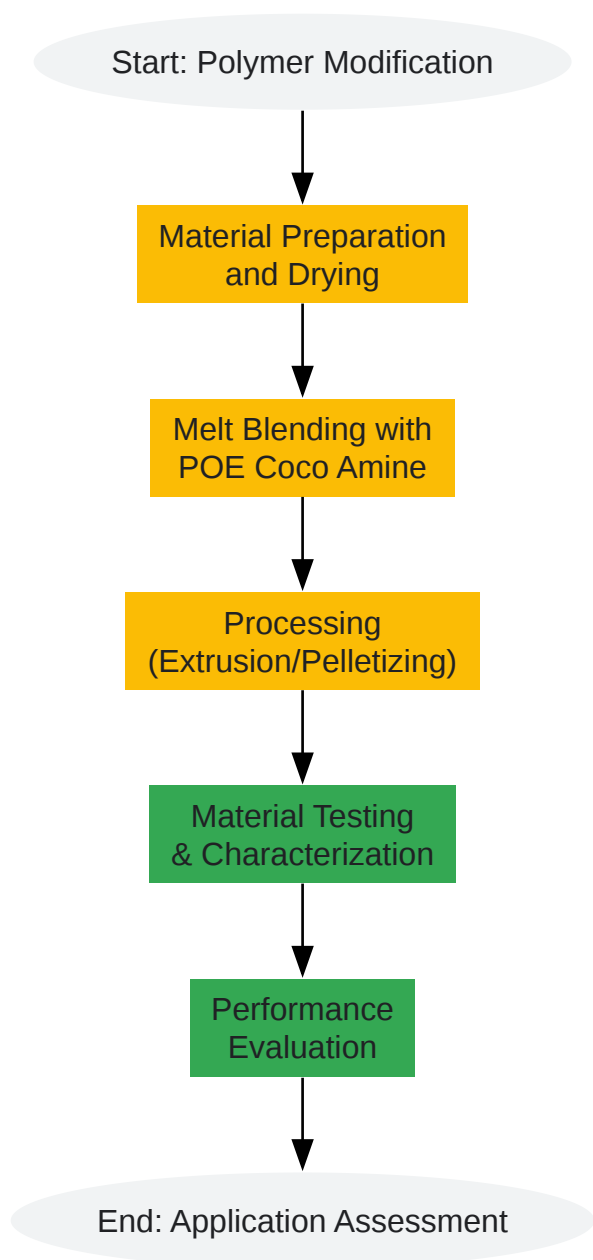 Start: Polymer Modification
Material Preparation
and Drying
Melt Blending with
POE Coco Amine
Processing
(Extrusion/Pelletizing)
Material Testing
& Characterization
Performance
Evaluation
End: Application Assessment